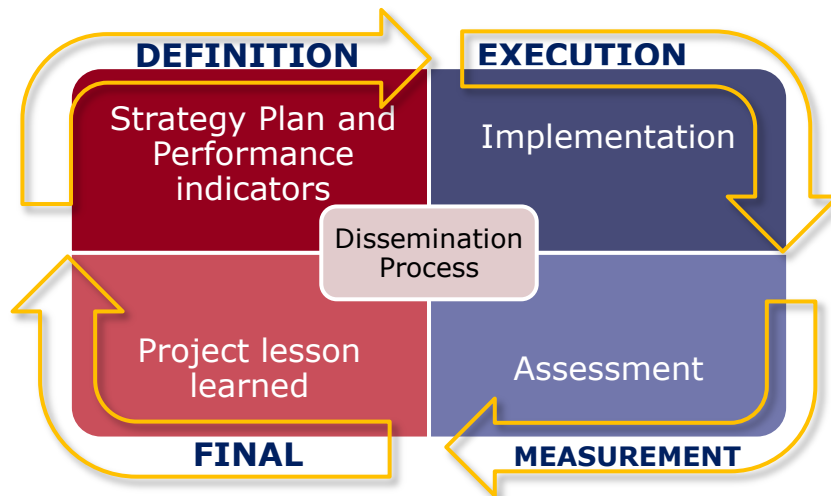 DEFINITION
EXECUTION
Strategy Plan and
Performance
indicators
Implementation
Dissemination
Process
Project lesson
learned
Assessment
FINAL
MEASUREMENT